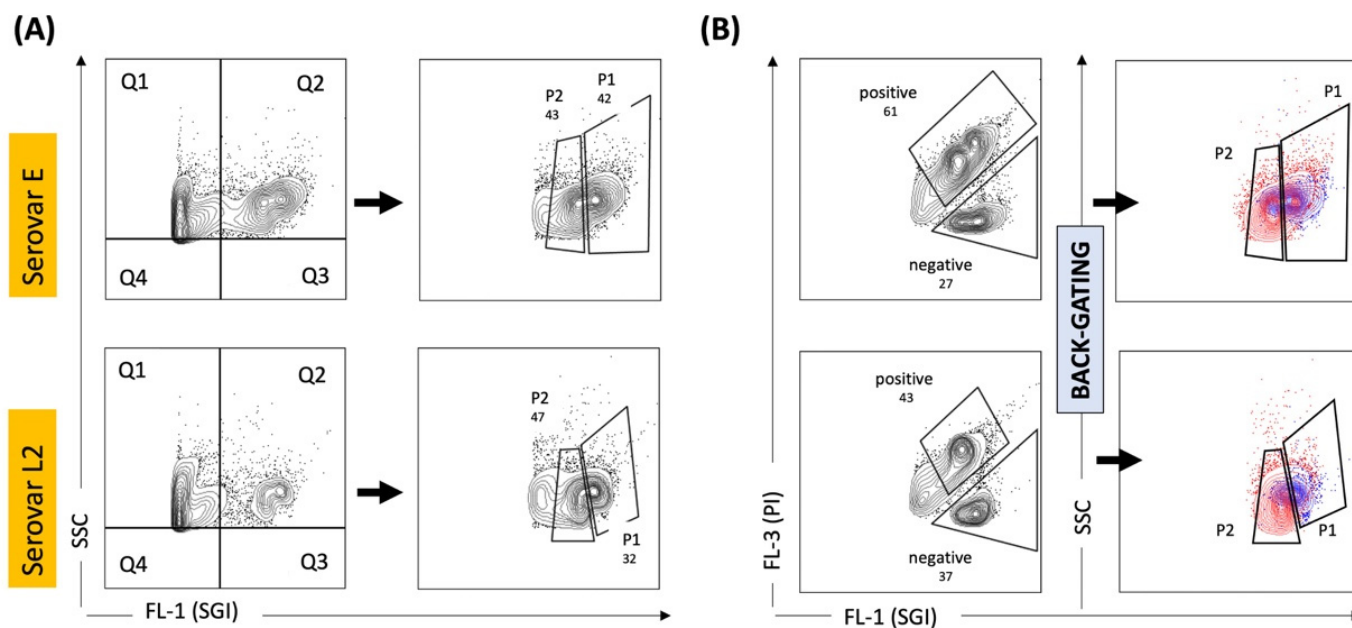 (A)
(B)
Serovar E
Q1
Q2
Q4
Q3
P2
43
P1
42
positive
61
negative
27
P2
P1
BACK-GATING
Serovar L2
Q1
Q2
Q4
Q3
P2
47
P1
32
positive
43
negative
37
P2
P1
SSC
FL-1 (SGI)
FL-3 (PI)
FL-1 (SGI)
SSC